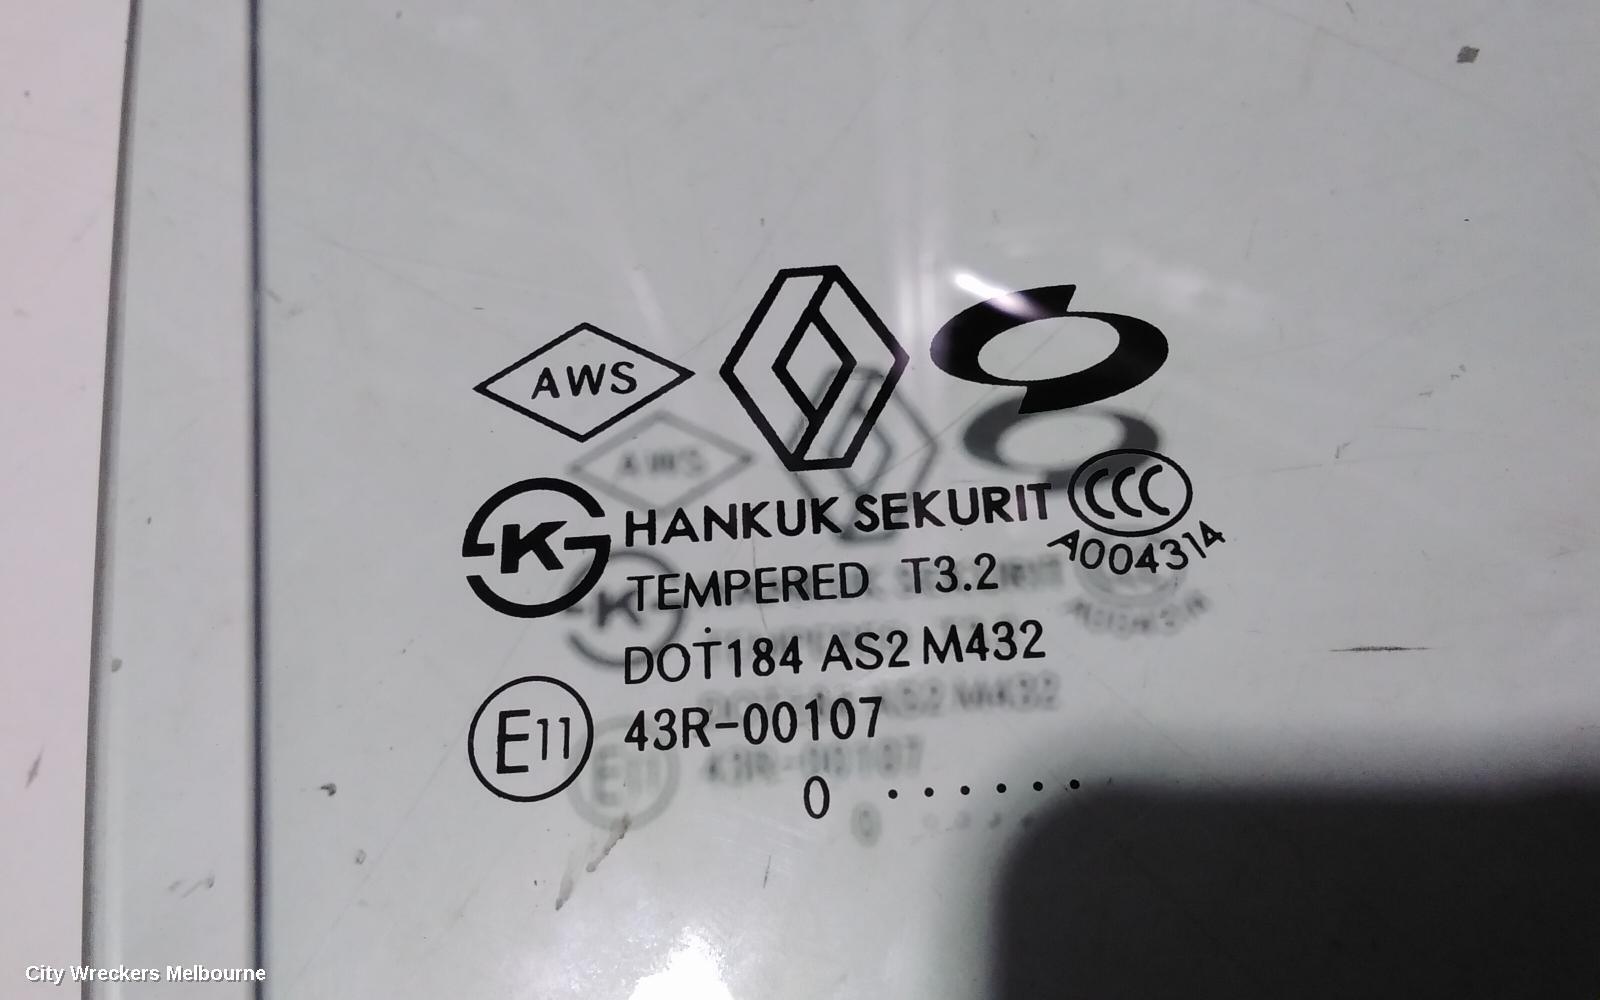 AWS
K HANKUK SEKURIT CCC
A004314
TEMPERED T3.2
DOT184 AS2 M432
E11 43R-00107
0 . . . . . .
City Wreckers Melbourne